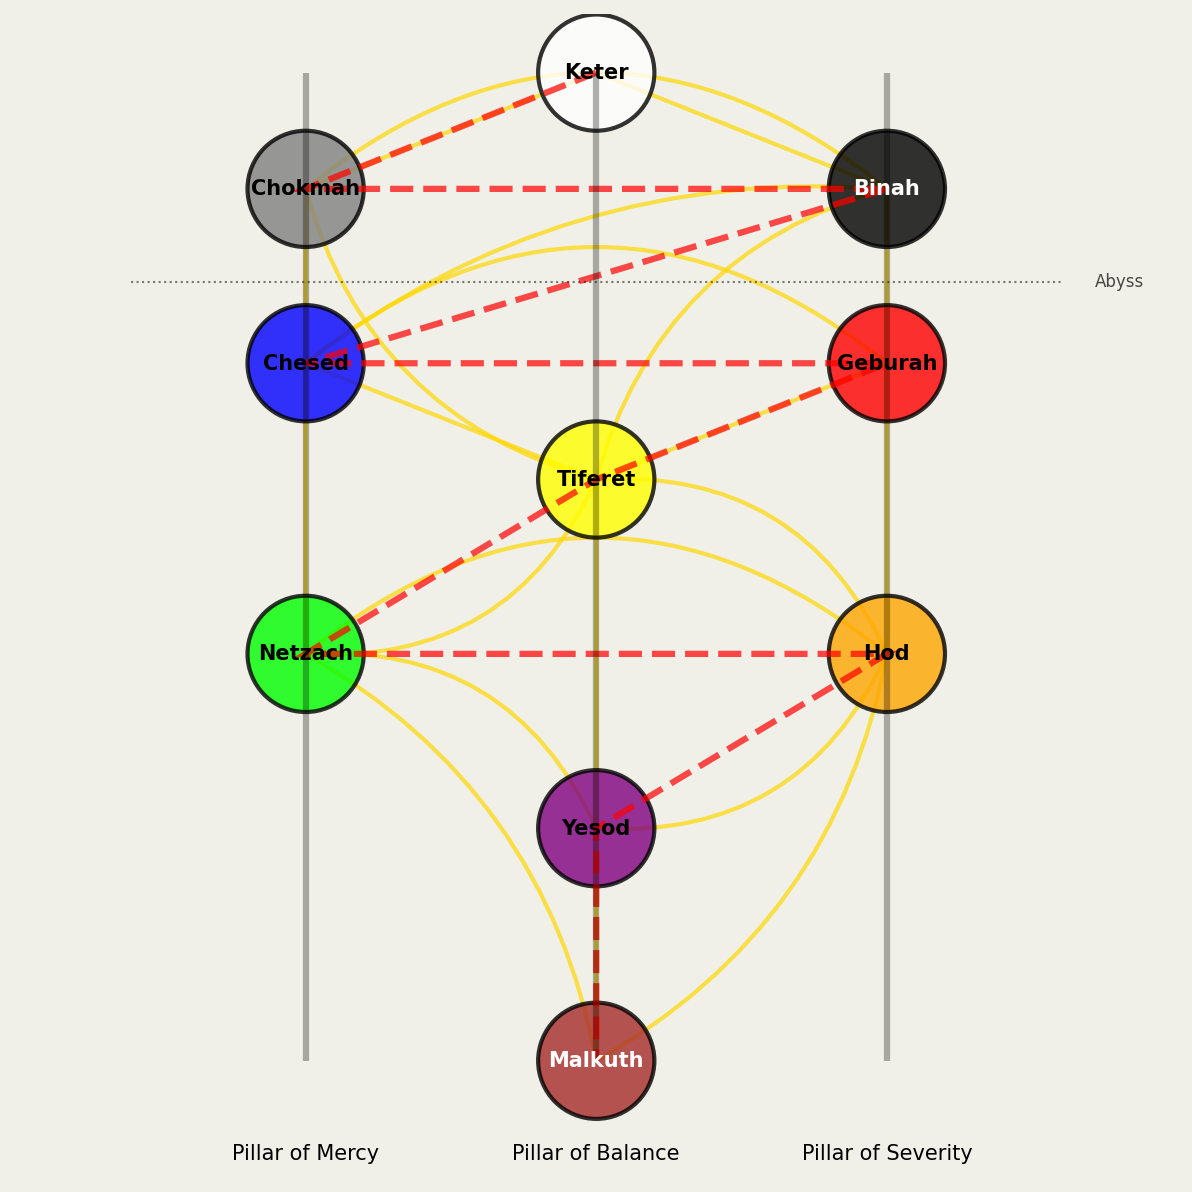 Keter
Chokmah
Binah
Abyss
Chesed
Geburah
Tiferet
Netzach
Hod
Yesod
Malkuth
Pillar of Mercy
Pillar of Balance
Pillar of Severity